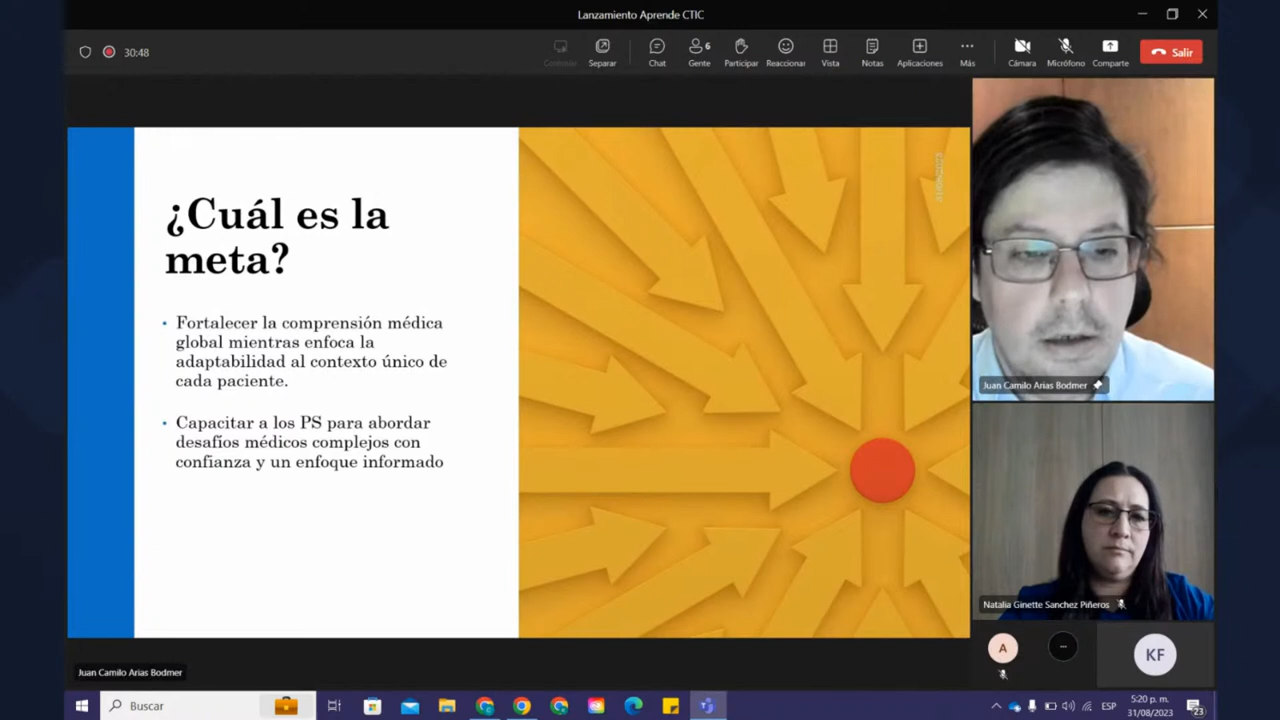 Lanzamiento Aprende CTIC
30:48
Controlar
Separar
Chat
6
Gente
Participar
Reaccionar
Vista
Notas
Aplicaciones
Más
Cámara
Micrófono
Comparte
Salir
¿Cuál es la
meta?
• Fortalecer la comprensión médica
global mientras enfoca la
adaptabilidad al contexto único de
cada paciente.
• Capacitar a los PS para abordar
desafíos médicos complejos con
confianza y un enfoque informado
Juan Camilo Arias Bodmer
Natalia Ginette Sanchez Piñeros
A
KF
Juan Camilo Arias Bodmer
Buscar
ESP
5:20 p. m.
31/08/2023
23